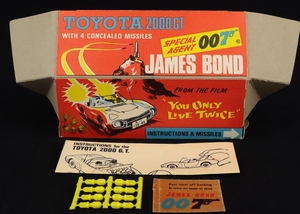 TOYOTA 2000 GT
WITH 4 CONCEALED MISSILES
SPECIAL
AGENT 007
JAMES BOND
FROM THE FILM
"YOU ONLY
LIVE TWICE"
INSTRUCTIONS & MISSILES
INSTRUCTIONS for the
TOYOTA 2000 G.T.
JAMES BOND
007